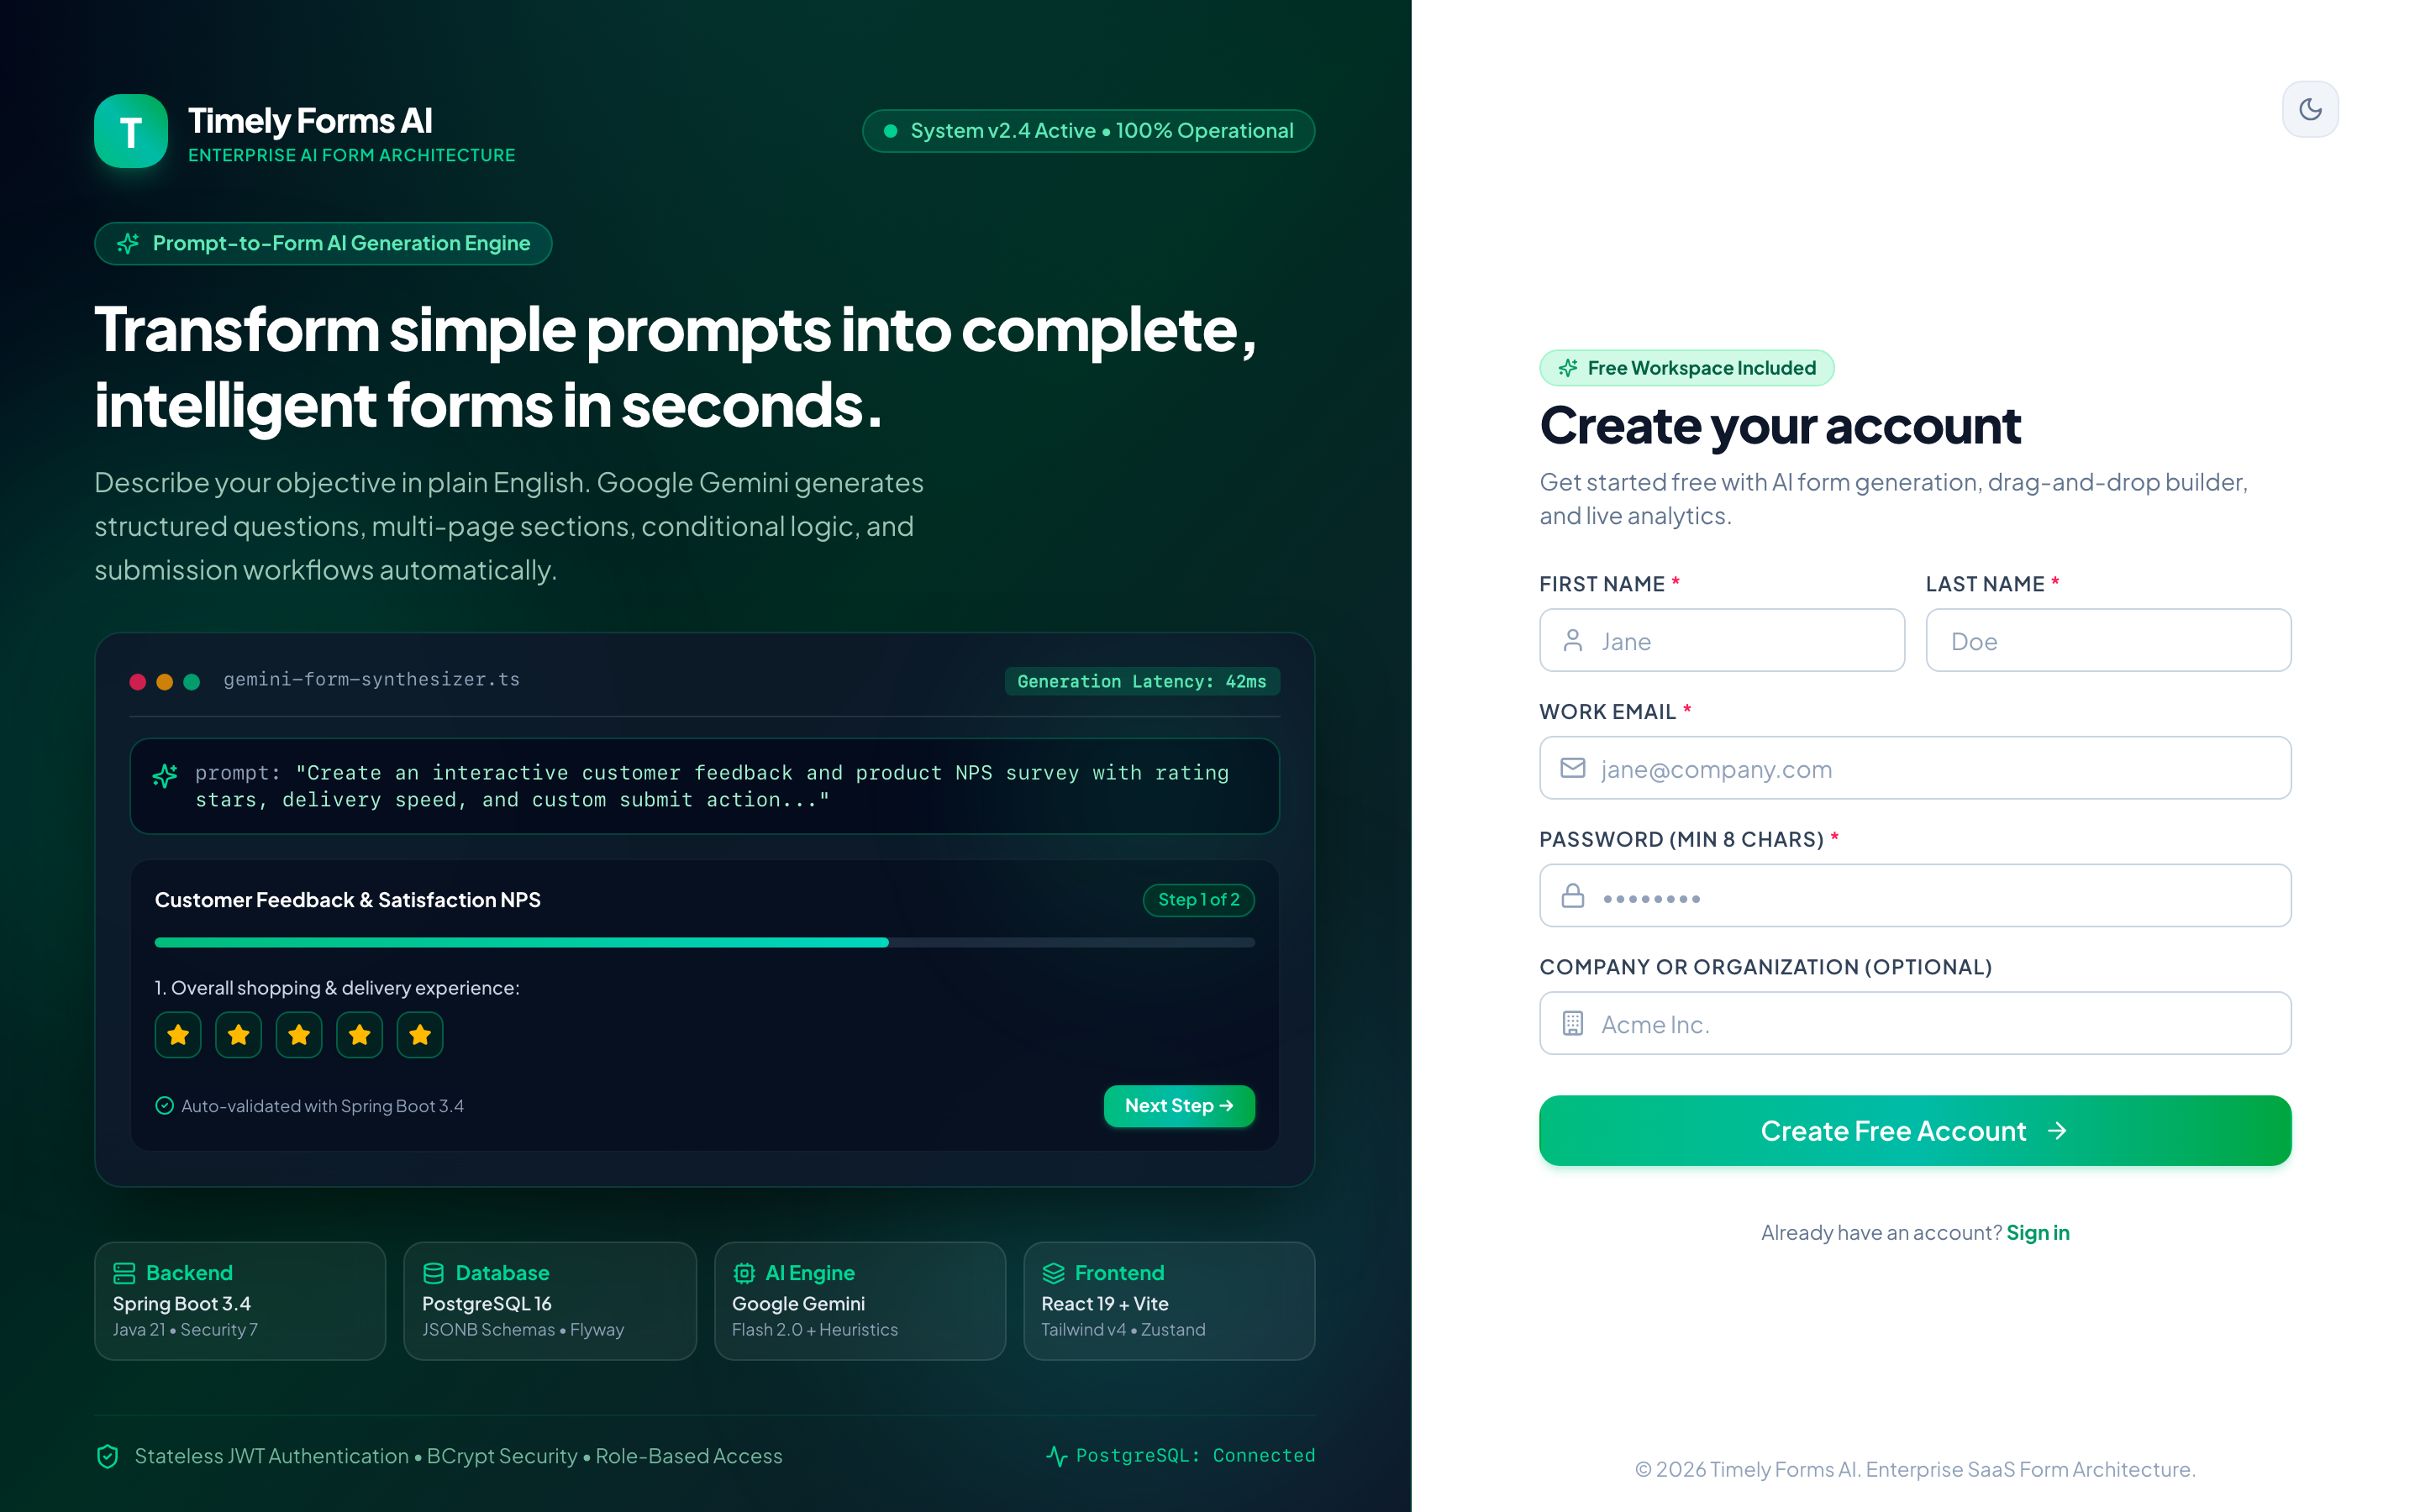 T
Timely Forms AI
ENTERPRISE AI FORM ARCHITECTURE
System v2.4 Active • 100% Operational
Prompt-to-Form AI Generation Engine
Transform simple prompts into complete,
intelligent forms in seconds.
Describe your objective in plain English. Google Gemini generates
structured questions, multi-page sections, conditional logic, and
submission workflows automatically.
gemini-form-synthesizer.ts
Generation Latency: 42ms
prompt: "Create an interactive customer feedback and product NPS survey with rating
stars, delivery speed, and custom submit action..."
Customer Feedback & Satisfaction NPS
Step 1 of 2
1. Overall shopping & delivery experience:
Auto-validated with Spring Boot 3.4
Next Step →
Backend
Spring Boot 3.4
Java 21 • Security 7
Database
PostgreSQL 16
JSONB Schemas • Flyway
AI Engine
Google Gemini
Flash 2.0 + Heuristics
Frontend
React 19 + Vite
Tailwind v4 • Zustand
Stateless JWT Authentication • BCrypt Security • Role-Based Access
PostgreSQL: Connected
Free Workspace Included
Create your account
Get started free with AI form generation, drag-and-drop builder,
and live analytics.
FIRST NAME *
Jane
LAST NAME *
Doe
WORK EMAIL *
jane@company.com
PASSWORD (MIN 8 CHARS) *
••••••••
COMPANY OR ORGANIZATION (OPTIONAL)
Acme Inc.
Create Free Account →
Already have an account? Sign in
© 2026 Timely Forms AI. Enterprise SaaS Form Architecture.